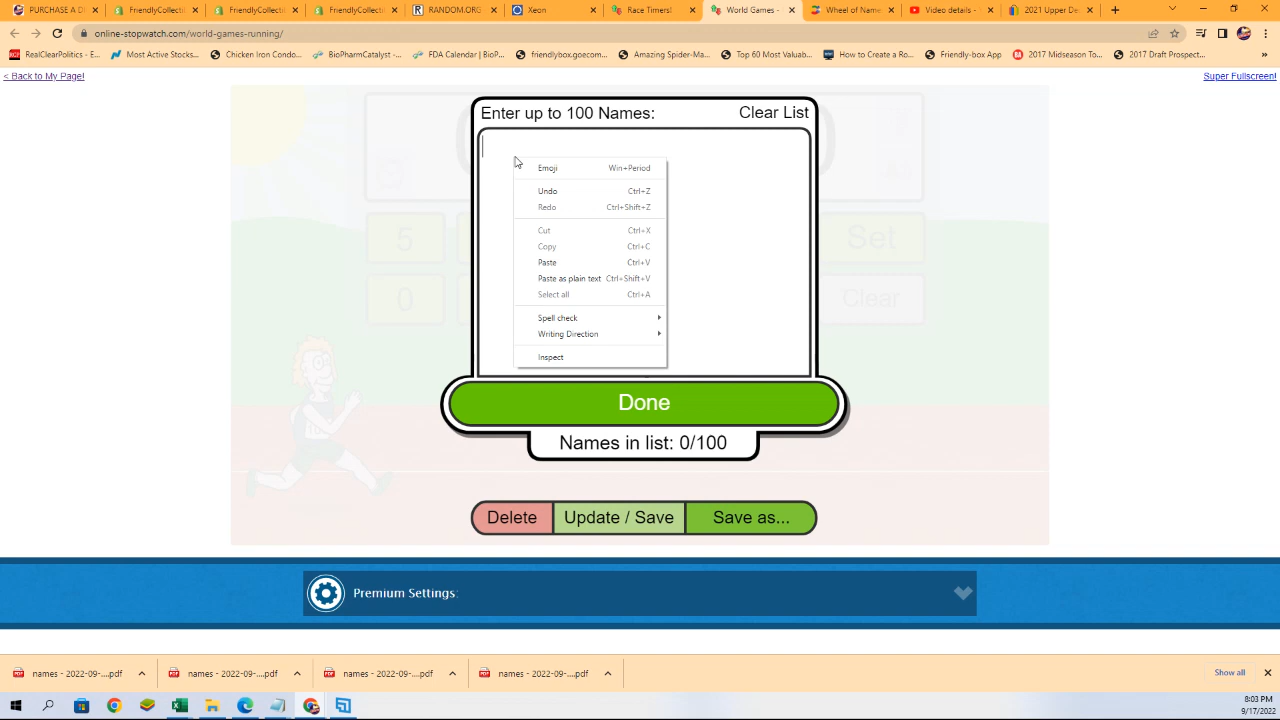 PURCHASE A DI
FriendlyCollecti
FriendlyCollecti
FriendlyCollecti
RANDOM.ORG
Xeon
Race Timers!
World Games -
Wheel of Name
Video details -
2021 Upper De
online-stopwatch.com/world-games-running/
RealClearPolitics - E...
Most Active Stocks...
Chicken Iron Condo...
BioPharmCatalyst -...
FDA Calendar | BioP...
friendlybox.goecom...
Amazing Spider-Ma...
Top 60 Most Valuab...
How to Create a Ro...
Friendly-box App
2017 Midseason To...
2017 Draft Prospect...
»
< Back to My Page!
Super Fullscreen!
Enter up to 100 Names:
Clear List
Emoji Win+Period
Undo Ctrl+Z
Redo Ctrl+Shift+Z
Cut Ctrl+X
Copy Ctrl+C
Paste Ctrl+V
Paste as plain text Ctrl+Shift+V
Select all Ctrl+A
Spell check
Writing Direction
Inspect
5
Set
0
Clear
Done
Names in list: 0/100
Delete
Update / Save
Save as...
Premium Settings:
names - 2022-09-....pdf
names - 2022-09-....pdf
names - 2022-09-....pdf
names - 2022-09-....pdf
Show all
8:03 PM
9/17/2022